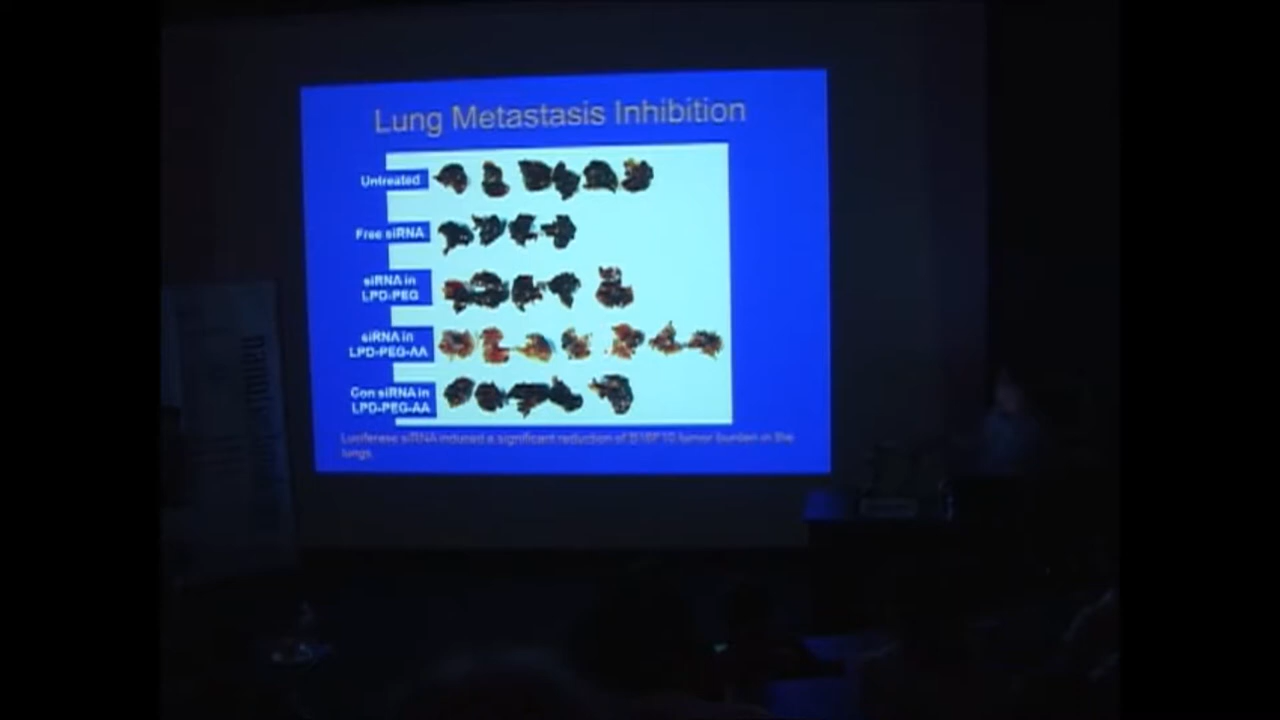 Lung Metastasis Inhibition
Untreated
Free siRNA
siRNA in
LPD-PEG
siRNA in
LPD-PEG-AA
Con siRNA in
LPD-PEG-AA
Luciferase siRNA induced a significant reduction of B16F10 tumor burden in the
lungs.